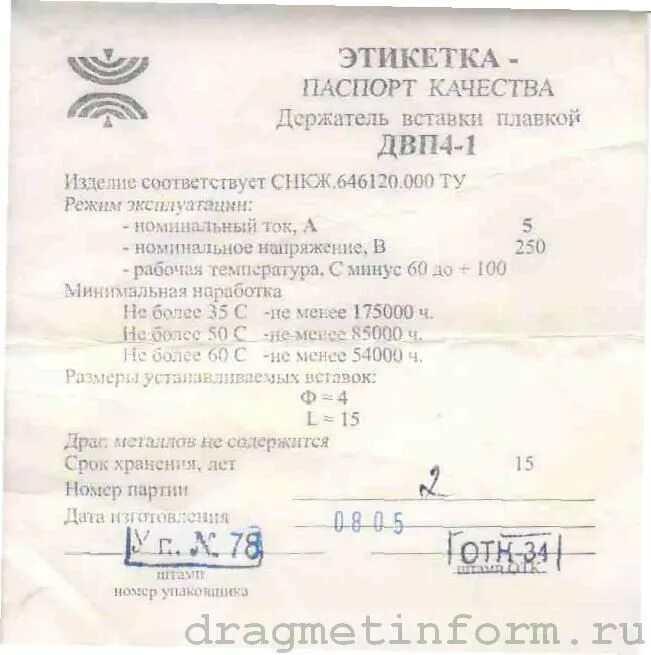 ЭТИКЕТКА -
ПАСПОРТ КАЧЕСТВА
Держатель вставки плавкой
ДВП4-1
Изделие соответствует СНКЖ.646120.000 ТУ
Режим эксплуатации:
- номинальный ток, А 5
- номинальное напряжение, В 250
- рабочая температура, С минус 60 до + 100
Минимальная наработка
Не более 35 С -не менее 175000 ч.
Не более 50 С -не менее 85000 ч.
Не более 60 С -не менее 54000 ч.
Размеры устанавливаемых вставок:
Ф = 4
L = 15
Драг. металлов не содержится
Срок хранения, лет 15
Номер партии 2
Дата изготовления 0805
Уп. № 78 ОТК-34
штамп штамп ОТК
номер упаковщика
dragmetinform.ru